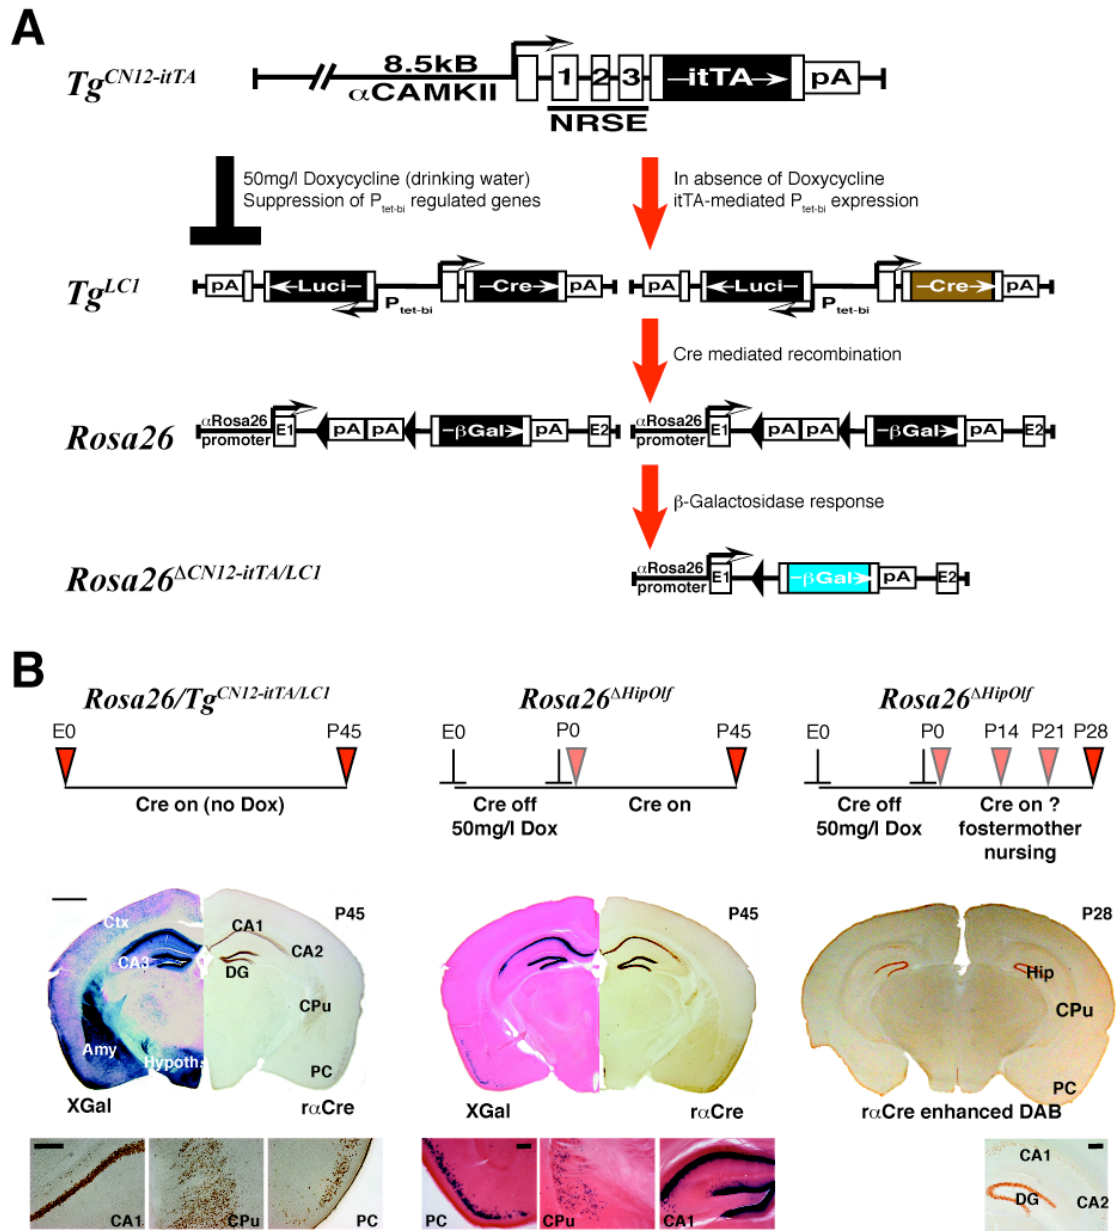 A
Tg^CN12-itTA
8.5kB
αCAMKII
1 2 3
itTA
pA
NRSE
50mg/l Doxycycline (drinking water)
Suppression of P_tet-bi regulated genes
In absence of Doxycycline
itTA-mediated P_tet-bi expression
Tg^LC1
pA Luci P_tet-bi Cre pA
pA Luci P_tet-bi Cre pA
Cre mediated recombination
Rosa26
αRosa26
promoter
E1 pA pA βGal pA E2
αRosa26
promoter
E1 pA pA βGal pA E2
β-Galactosidase response
Rosa26^ΔCN12-itTA/LC1
αRosa26
promoter
E1 βGal pA E2
B
Rosa26/Tg^CN12-itTA/LC1
E0 P45
Cre on (no Dox)
Rosa26^ΔHipOlf
E0 P0 P45
Cre off
50mg/l Dox
Cre on
Rosa26^ΔHipOlf
E0 P0 P14 P21 P28
Cre off
50mg/l Dox
Cre on ?
fostermother
nursing
P45
Ctx
CA1
CA2
CA3
DG
CPu
Amy
Hypoth.
PC
XGal
rαCre
P45
XGal
rαCre
P28
Hip
CPu
PC
rαCre enhanced DAB
CA1
CPu
PC
PC
CPu
CA1
CA1
DG
CA2